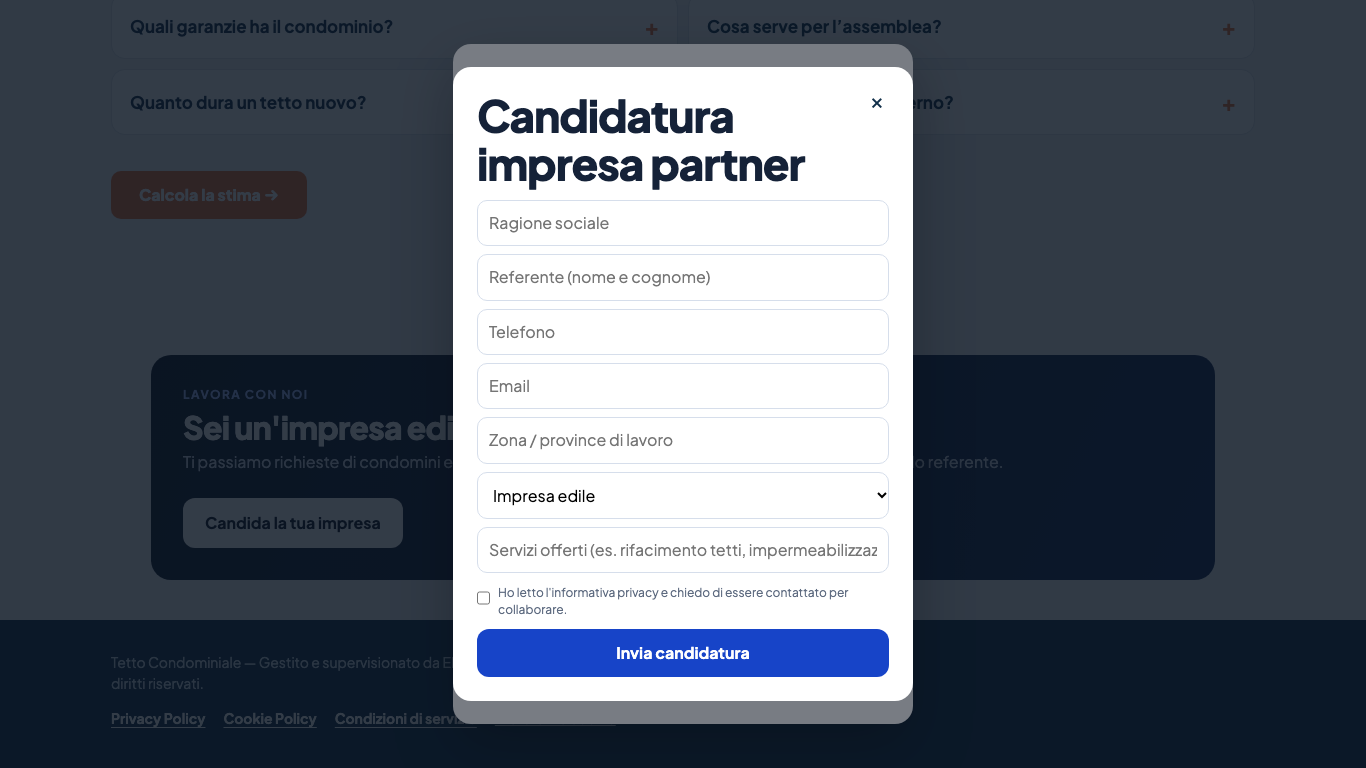 Quali garanzie ha il condominio?
+
Cosa serve per l’assemblea?
+
Quanto dura un tetto nuovo?
+
Calcola la stima →
Candidatura
impresa partner
×
Ragione sociale
Referente (nome e cognome)
Telefono
Email
Zona / province di lavoro
Impresa edile
Servizi offerti (es. rifacimento tetti, impermeabilizzaz
Ho letto l'informativa privacy e chiedo di essere contattato per
collaborare.
Invia candidatura
LAVORA CON NOI
Sei un'impresa edi
Ti passiamo richieste di condomini e
referente.
Candida la tua impresa
Tetto Condominiale — Gestito e supervisionato da E
diritti riservati.
Privacy Policy
Cookie Policy
Condizioni di serv